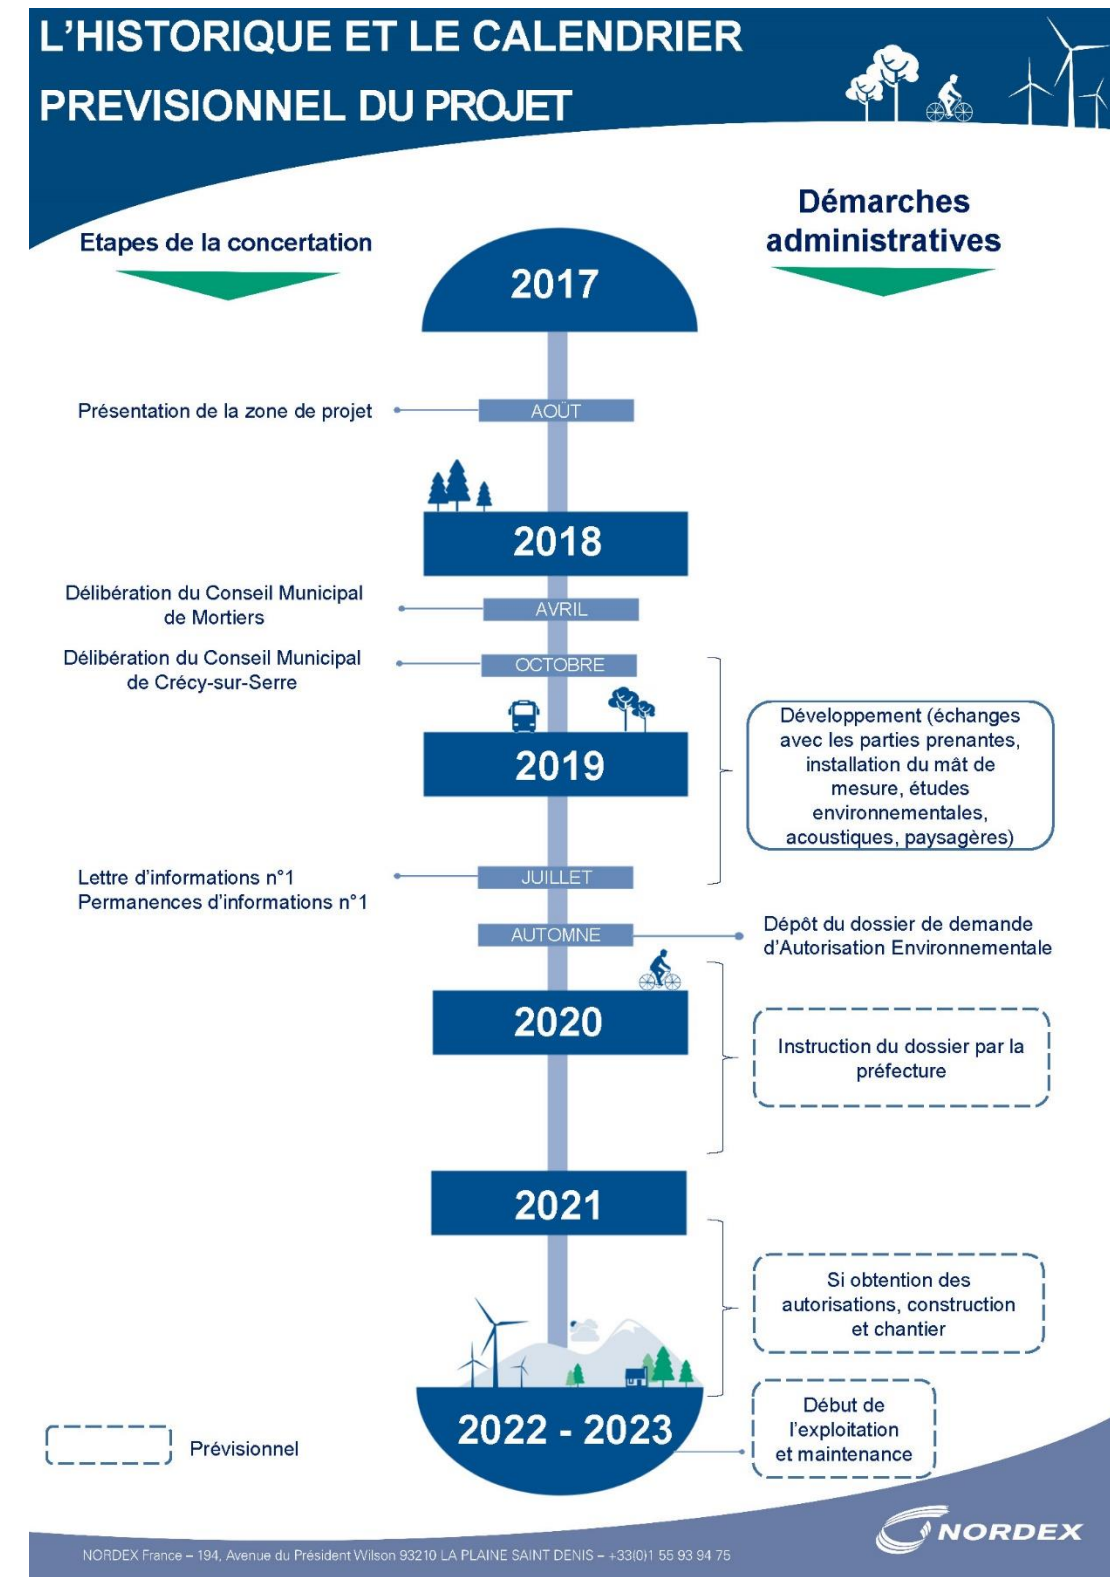 L'HISTORIQUE ET LE CALENDRIER
PREVISIONNEL DU PROJET
Etapes de la concertation
Démarches
administratives
2017
Présentation de la zone de projet
AOÜT
2018
Délibération du Conseil Municipal
de Mortiers
AVRIL
Délibération du Conseil Municipal
de Crécy-sur-Serre
OCTOBRE
2019
Développement (échanges
avec les parties prenantes,
installation du mât de
mesure, études
environnementales,
acoustiques, paysagères)
Lettre d'informations n°1
Permanences d'informations n°1
JUILLET
AUTOMNE
Dépôt du dossier de demande
d'Autorisation Environnementale
2020
Instruction du dossier par la
préfecture
2021
Si obtention des
autorisations, construction
et chantier
2022 - 2023
Début de
l'exploitation
et maintenance
Prévisionnel
NORDEX
NORDEX France – 194, Avenue du Président Wilson 93210 LA PLAINE SAINT DENIS – +33(0)1 55 93 94 75